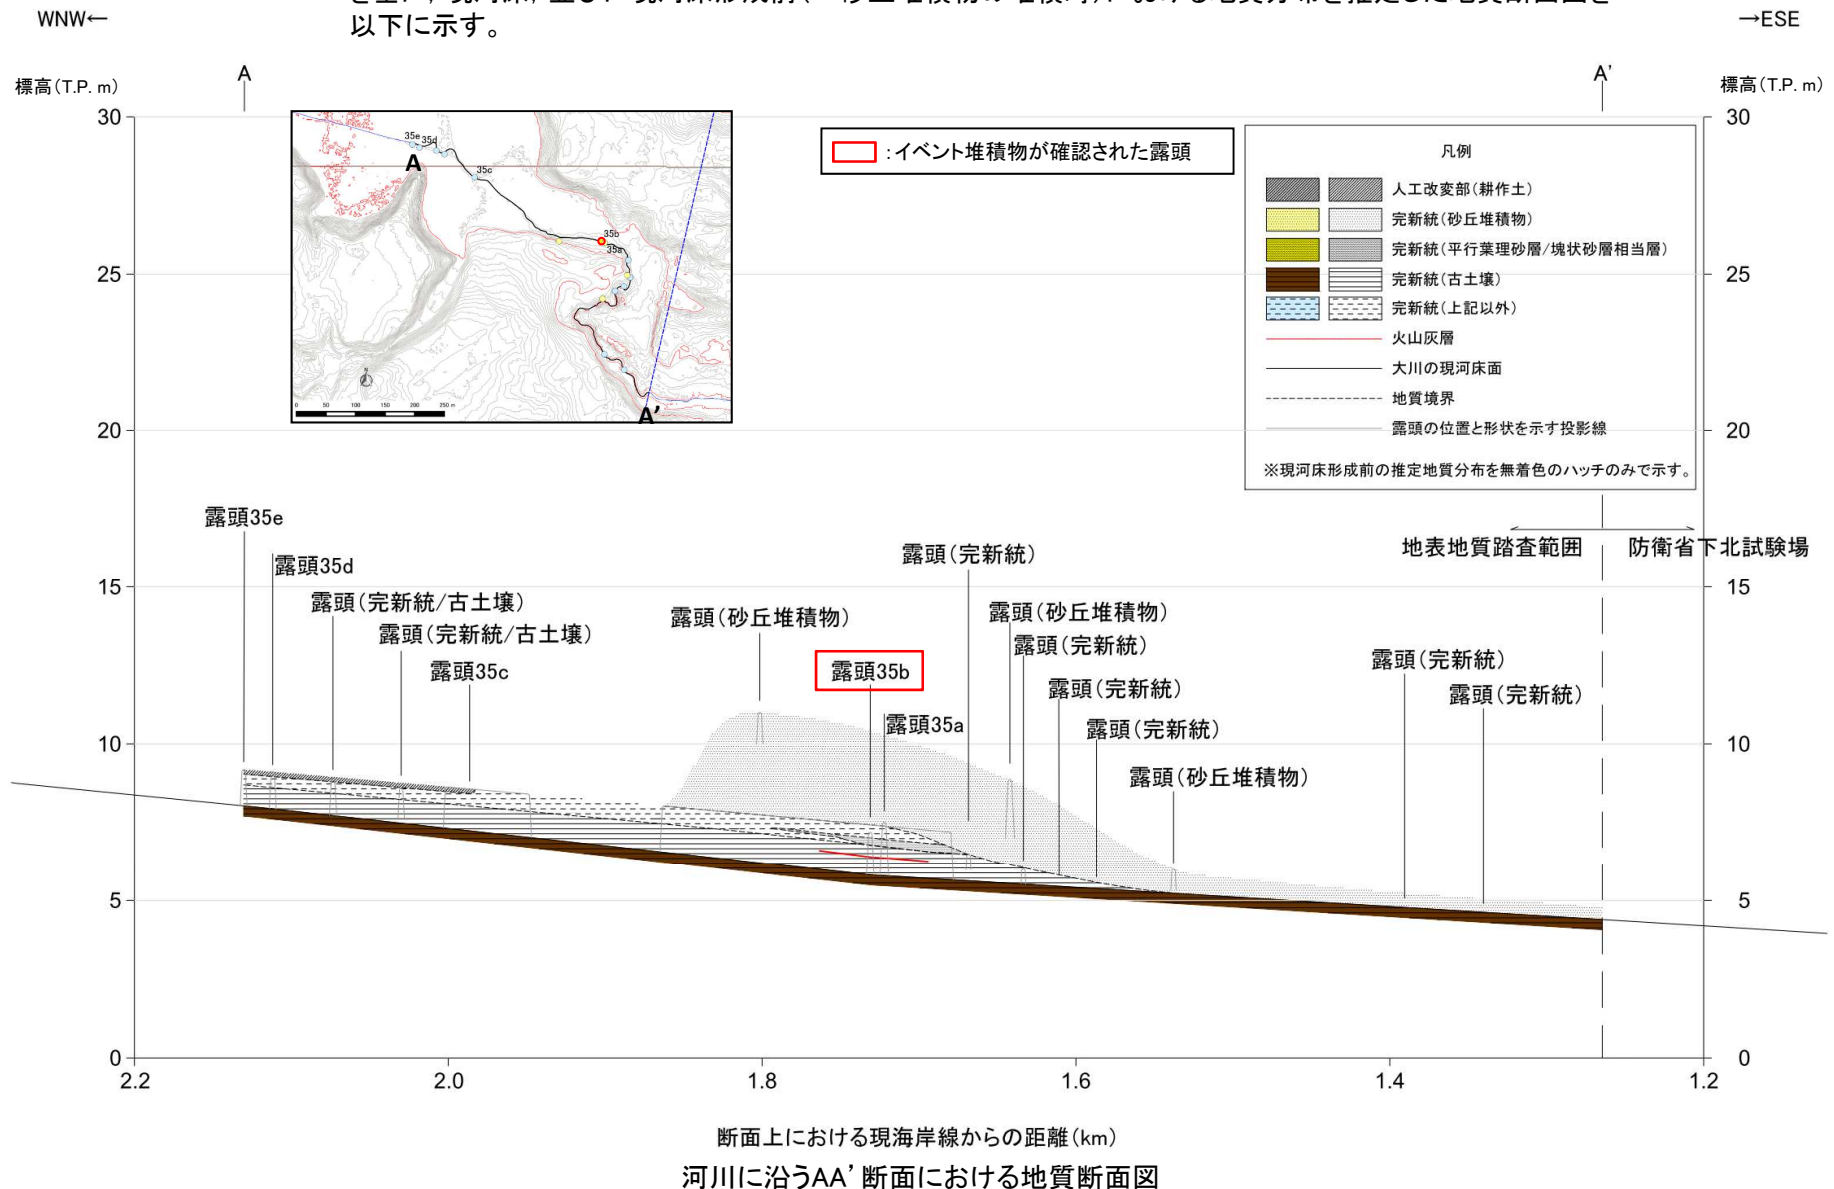 以下に示す。
WNW←
→ESE
標高(T.P. m)
標高(T.P. m)
A
A'
30
25
20
15
10
5
0
30
25
20
15
10
5
0
35e
35d
A
35c
35b
35a
A'
N
0 50 100 150 200 250 m
：イベント堆積物が確認された露頭
凡例
人工改変部(耕作土)
完新統(砂丘堆積物)
完新統(平行葉理砂層/塊状砂層相当層)
完新統(古土壌)
完新統(上記以外)
火山灰層
大川の現河床面
地質境界
露頭の位置と形状を示す投影線
※現河床形成前の推定地質分布を無着色のハッチのみで示す。
地表地質踏査範囲
防衛省下北試験場
露頭35e
露頭35d
露頭(完新統/古土壌)
露頭(完新統/古土壌)
露頭35c
露頭(砂丘堆積物)
露頭35b
露頭35a
露頭(完新統)
露頭(砂丘堆積物)
露頭(完新統)
露頭(完新統)
露頭(完新統)
露頭(砂丘堆積物)
露頭(完新統)
露頭(完新統)
2.2 2.0 1.8 1.6 1.4 1.2
断面上における現海岸線からの距離(km)
河川に沿うAA'断面における地質断面図